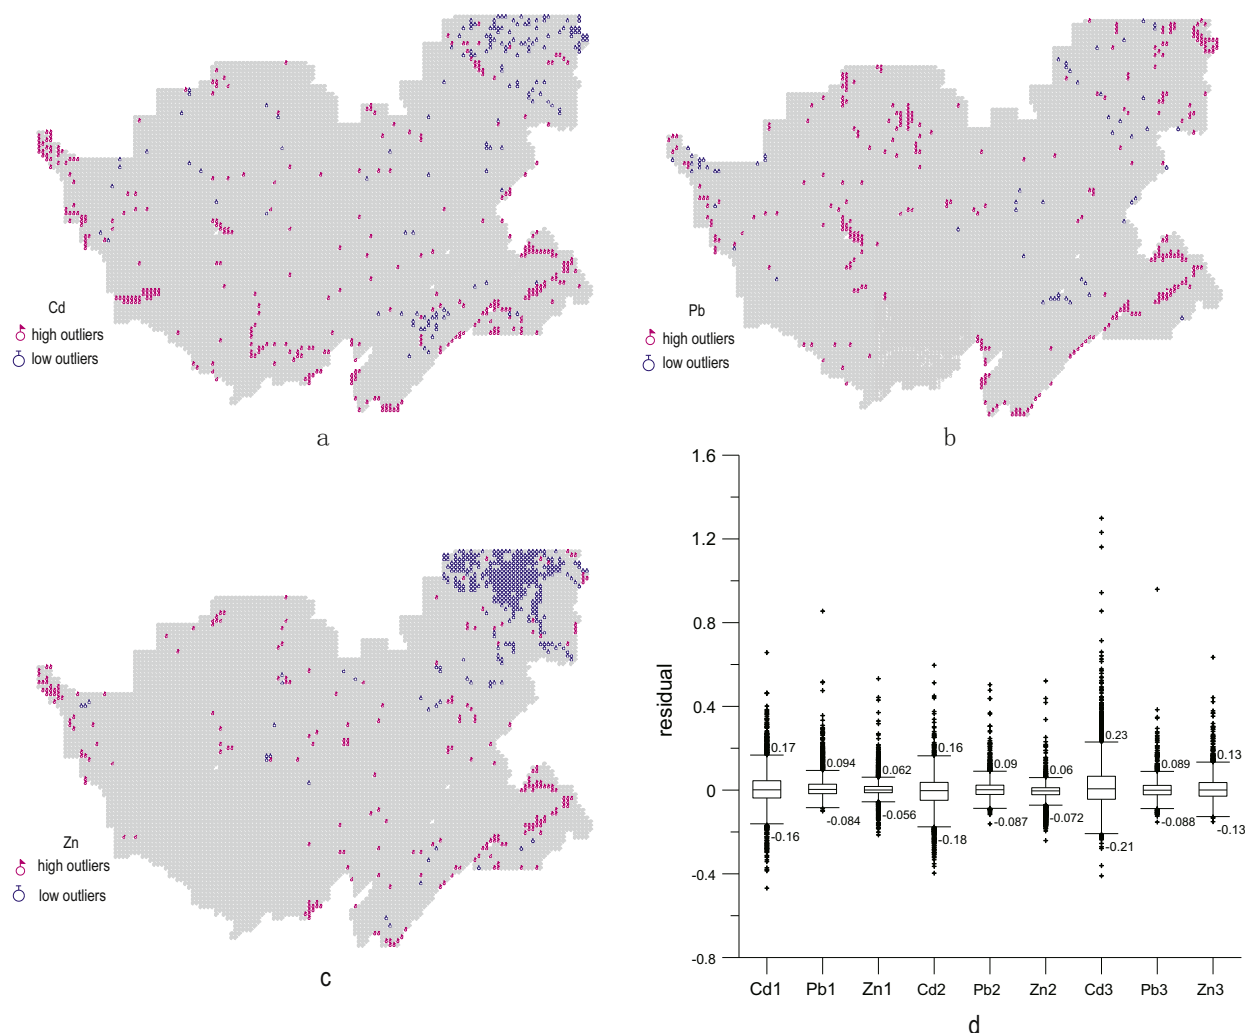 Cd
high outliers
low outliers
a
Pb
high outliers
low outliers
b
Zn
high outliers
low outliers
c
1.6
1.2
0.8
0.4
0
-0.4
-0.8
residual
0.17
0.094
0.062
0.16
0.09
0.06
0.23
0.089
0.13
-0.16
-0.084
-0.056
-0.18
-0.087
-0.072
-0.21
-0.088
-0.13
Cd1 Pb1 Zn1 Cd2 Pb2 Zn2 Cd3 Pb3 Zn3
d